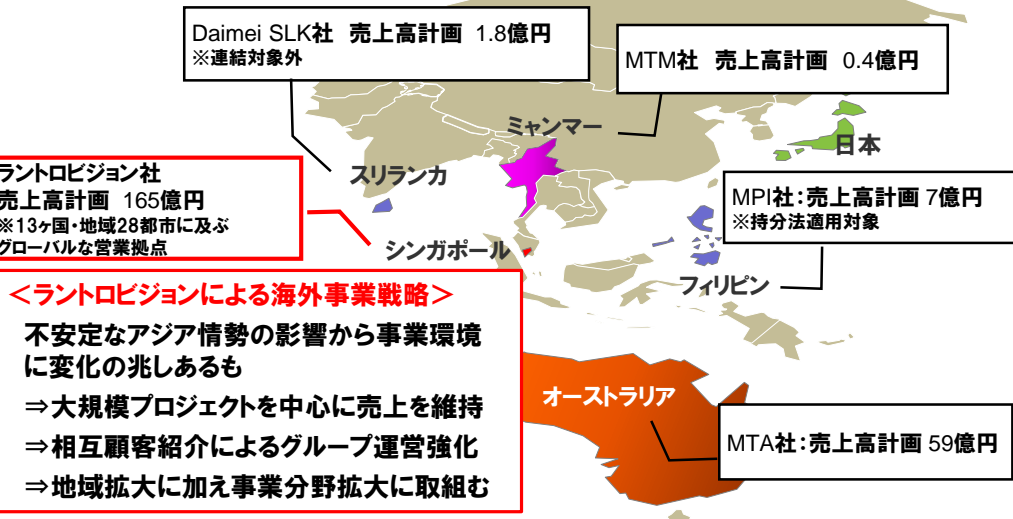 Daimei SLK社 売上高計画 1.8億円
※連結対象外
MTM社 売上高計画 0.4億円
ミャンマー
日本
スリランカ
ラントロビジョン社
売上高計画 165億円
※13ヶ国・地域28都市に及ぶ
グローバルな営業拠点
MPI社：売上高計画 7億円
※持分法適用対象
シンガポール
フィリピン
＜ラントロビジョンによる海外事業戦略＞
不安定なアジア情勢の影響から事業環境
に変化の兆しあるも
⇒大規模プロジェクトを中心に売上を維持
⇒相互顧客紹介によるグループ運営強化
⇒地域拡大に加え事業分野拡大に取組む
オーストラリア
MTA社：売上高計画 59億円